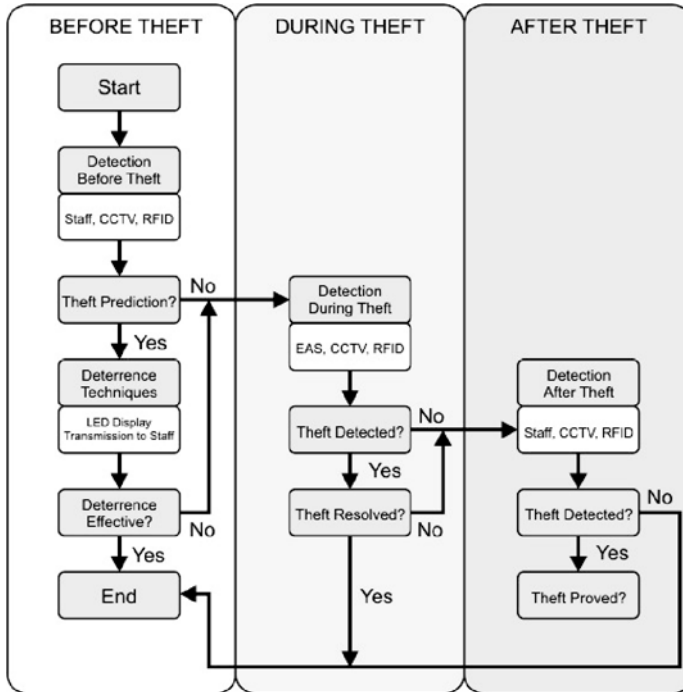 BEFORE THEFT
Start
Detection
Before Theft
Staff, CCTV, RFID
Theft Prediction?
No
Yes
Deterrence
Techniques
LED Display
Transmission to Staff
Deterrence
Effective?
No
Yes
End
DURING THEFT
Detection
During Theft
EAS, CCTV, RFID
Theft Detected?
No
Yes
Theft Resolved?
No
Yes
AFTER THEFT
Detection
After Theft
Staff, CCTV, RFID
Theft Detected?
No
Yes
Theft Proved?